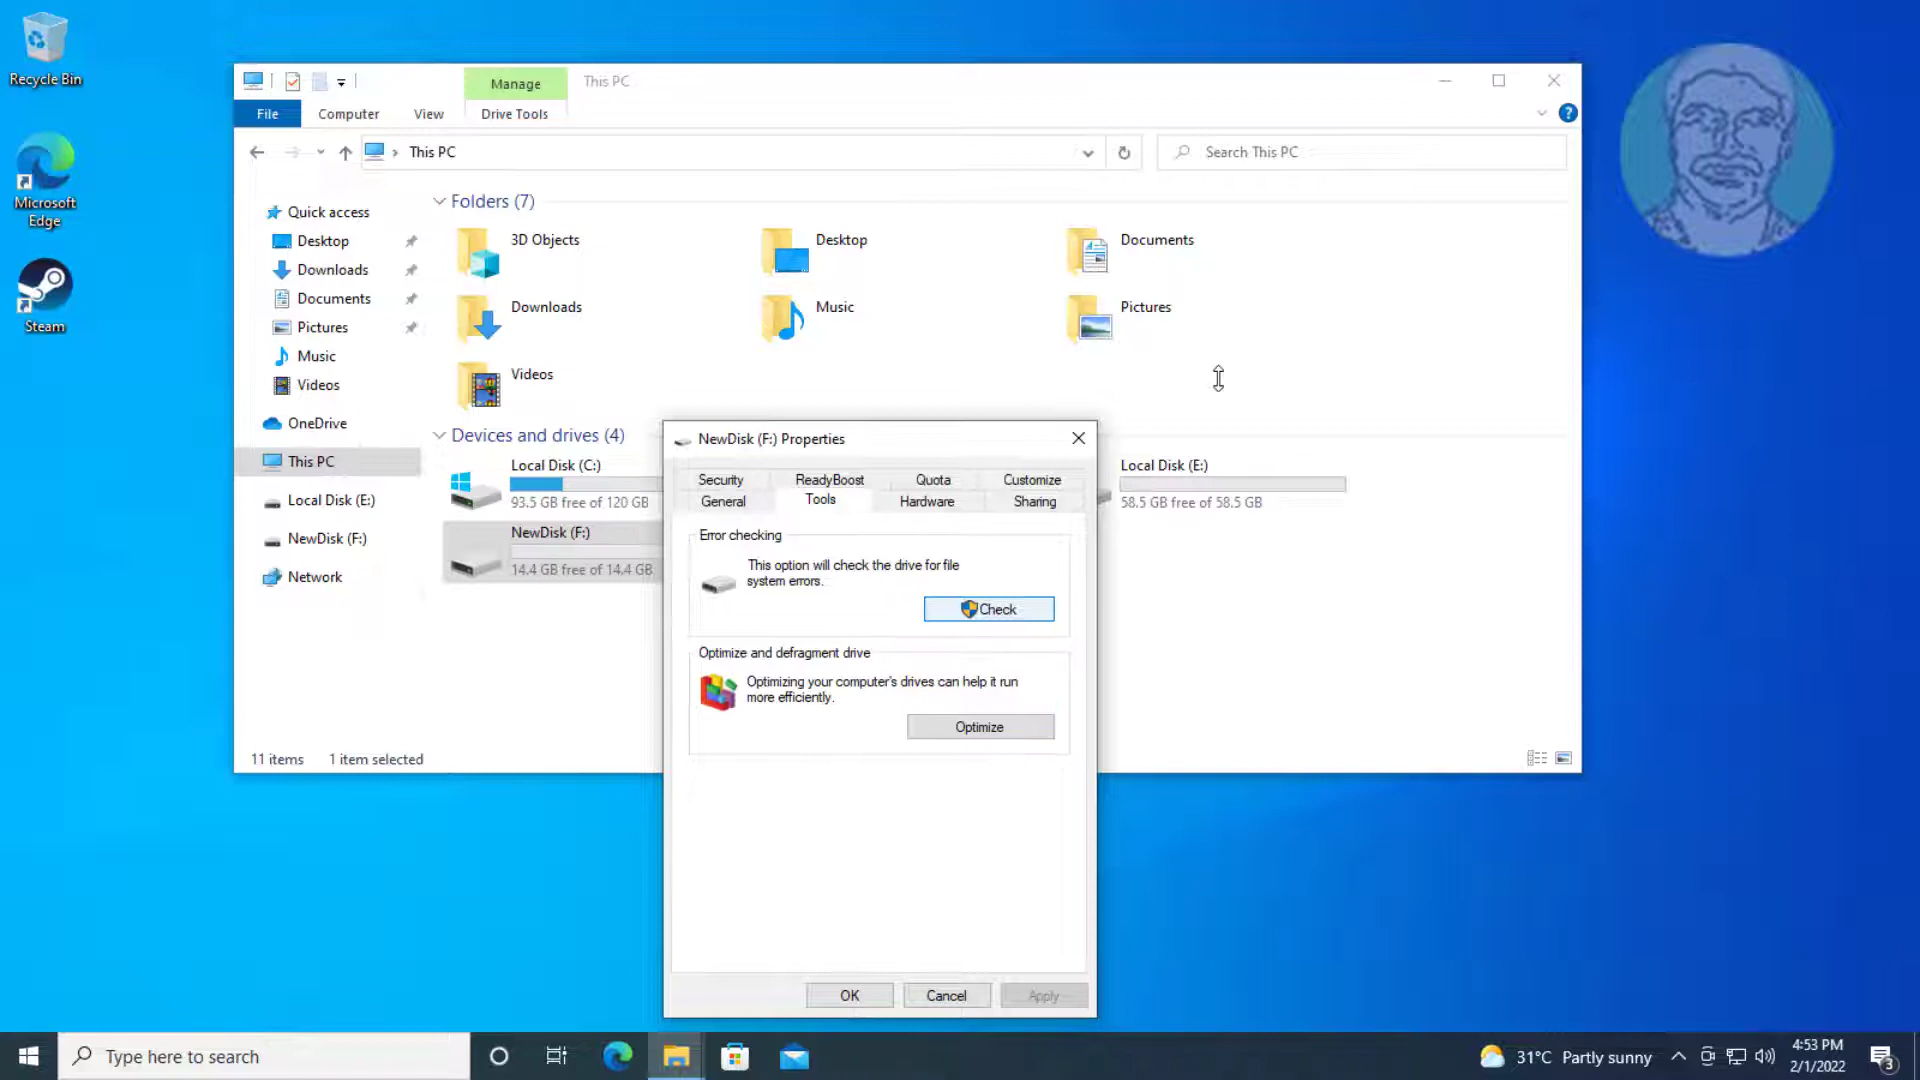 Recycle Bin
Microsoft
Edge
Steam
Manage
This PC
File
Computer
View
Drive Tools
This PC
Search This PC
Quick access
Desktop
Downloads
Documents
Pictures
Music
Videos
OneDrive
This PC
Local Disk (E:)
NewDisk (F:)
Network
Folders (7)
3D Objects
Desktop
Documents
Downloads
Music
Pictures
Videos
Devices and drives (4)
Local Disk (C:)
93.5 GB free of 120 GB
Local Disk (E:)
58.5 GB free of 58.5 GB
NewDisk (F:)
14.4 GB free of 14.4 GB
11 items
1 item selected
NewDisk (F:) Properties
Security
ReadyBoost
Quota
Customize
General
Tools
Hardware
Sharing
Error checking
This option will check the drive for file
system errors.
Check
Optimize and defragment drive
Optimizing your computer's drives can help it run
more efficiently.
Optimize
OK
Cancel
Apply
Type here to search
31°C Partly sunny
4:53 PM
2/1/2022
3